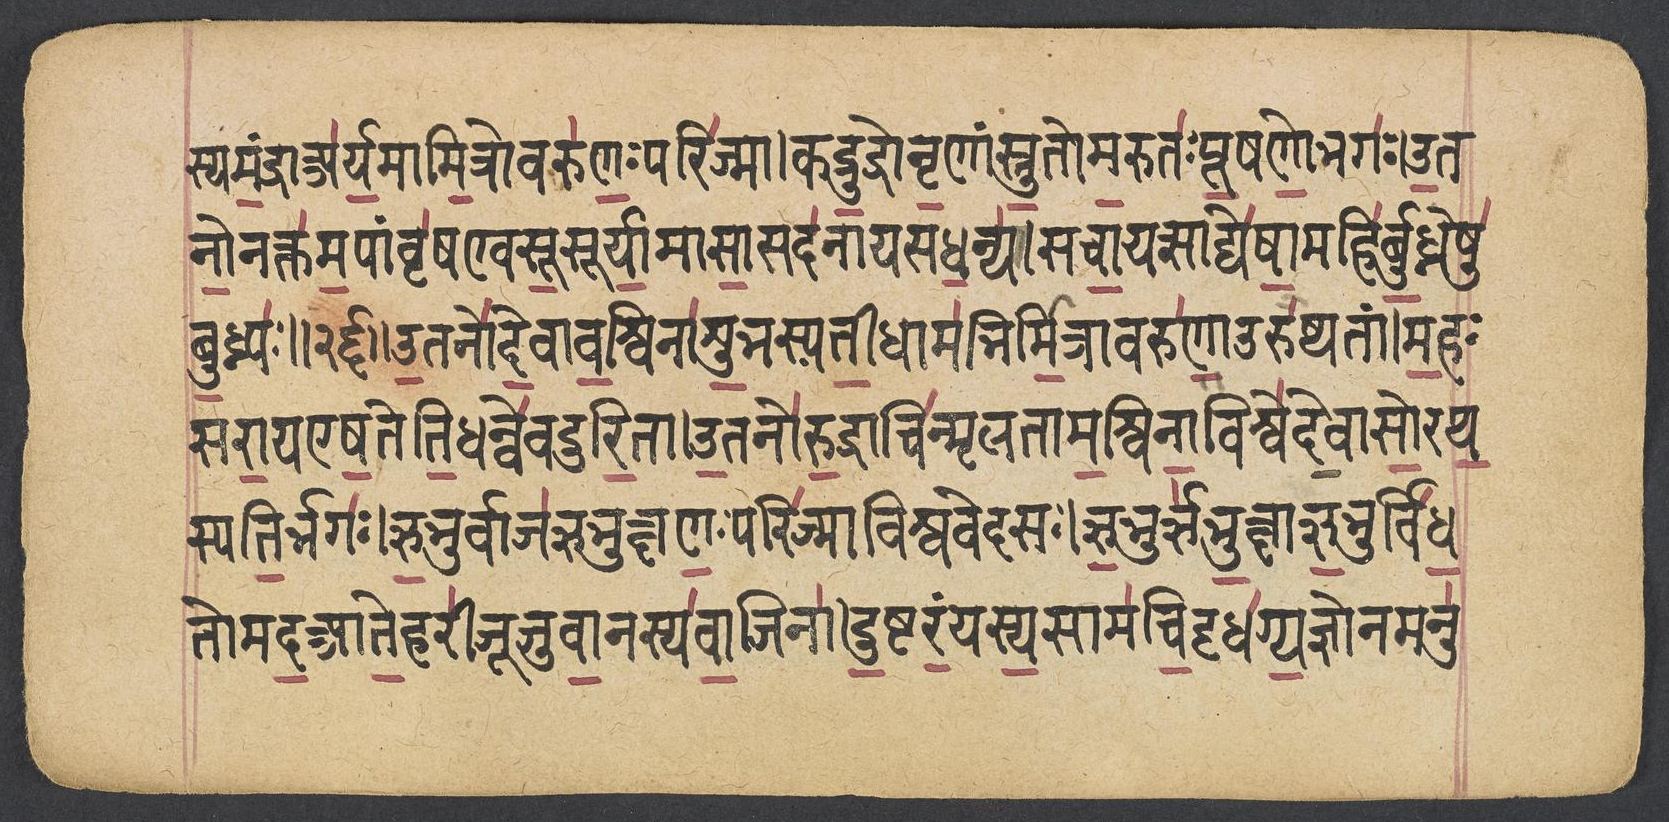 स्यमंद्राअर्यमामित्रोवरुणःपरिज्मा।कद्रुद्रोनृणांस्तुतोमरुतःपूषणोभगः।उत
नोनक्तमपांवृषण्वसूसूर्यामासासदनायसधन्या।सचायत्साद्येषामहिर्बुध्नेषु
बुध्न्यः॥२६॥उतनोदेवावश्विनाशुभस्पतीधामभिर्मित्रावरुणाउरुष्यतां।महः
सरायएषतेतिधन्वेवदुरिता।उतनोरुद्राचिन्मृळतामश्विनाविश्वेदेवासोरथ
स्पतिर्भगः।ऋभुर्वाजऋभुक्षणःपरिज्माविश्ववेदसः।ऋभुर्ऋभुक्षाऋभुर्विध
तोमदआतेहरीजूजुवानस्यवाजिना।दुष्टरंयस्यसामचिदृधग्यज्ञोनमानु